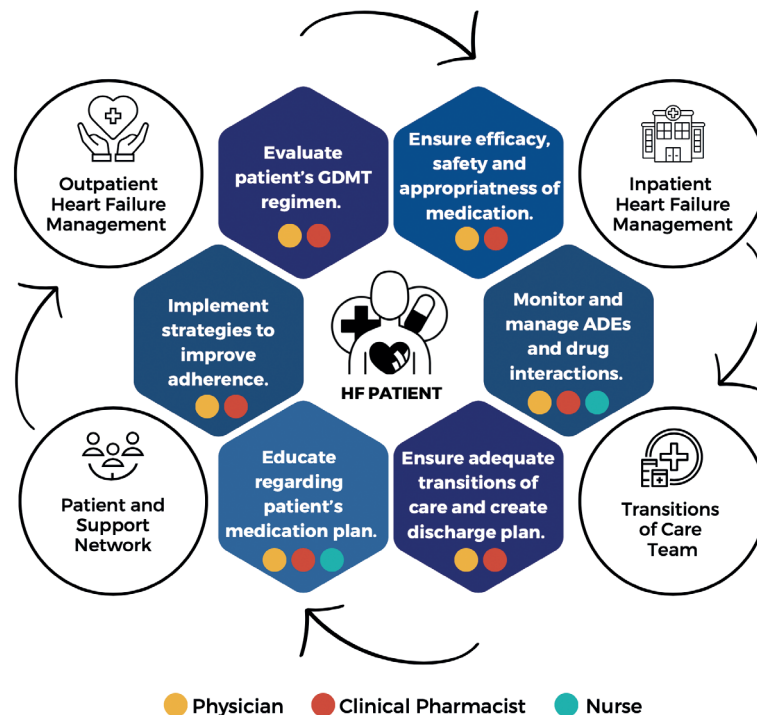 Outpatient
Heart Failure
Management
Evaluate
patient's GDMT
regimen.
Ensure efficacy,
safety and
appropriatness of
medication.
Inpatient
Heart Failure
Management
Implement
strategies to
improve
adherence.
HF PATIENT
Monitor and
manage ADEs
and drug
interactions.
Patient and
Support
Network
Educate
regarding
patient's
medication plan.
Ensure adequate
transitions of
care and create
discharge plan.
Transitions
of Care
Team
Physician
Clinical Pharmacist
Nurse